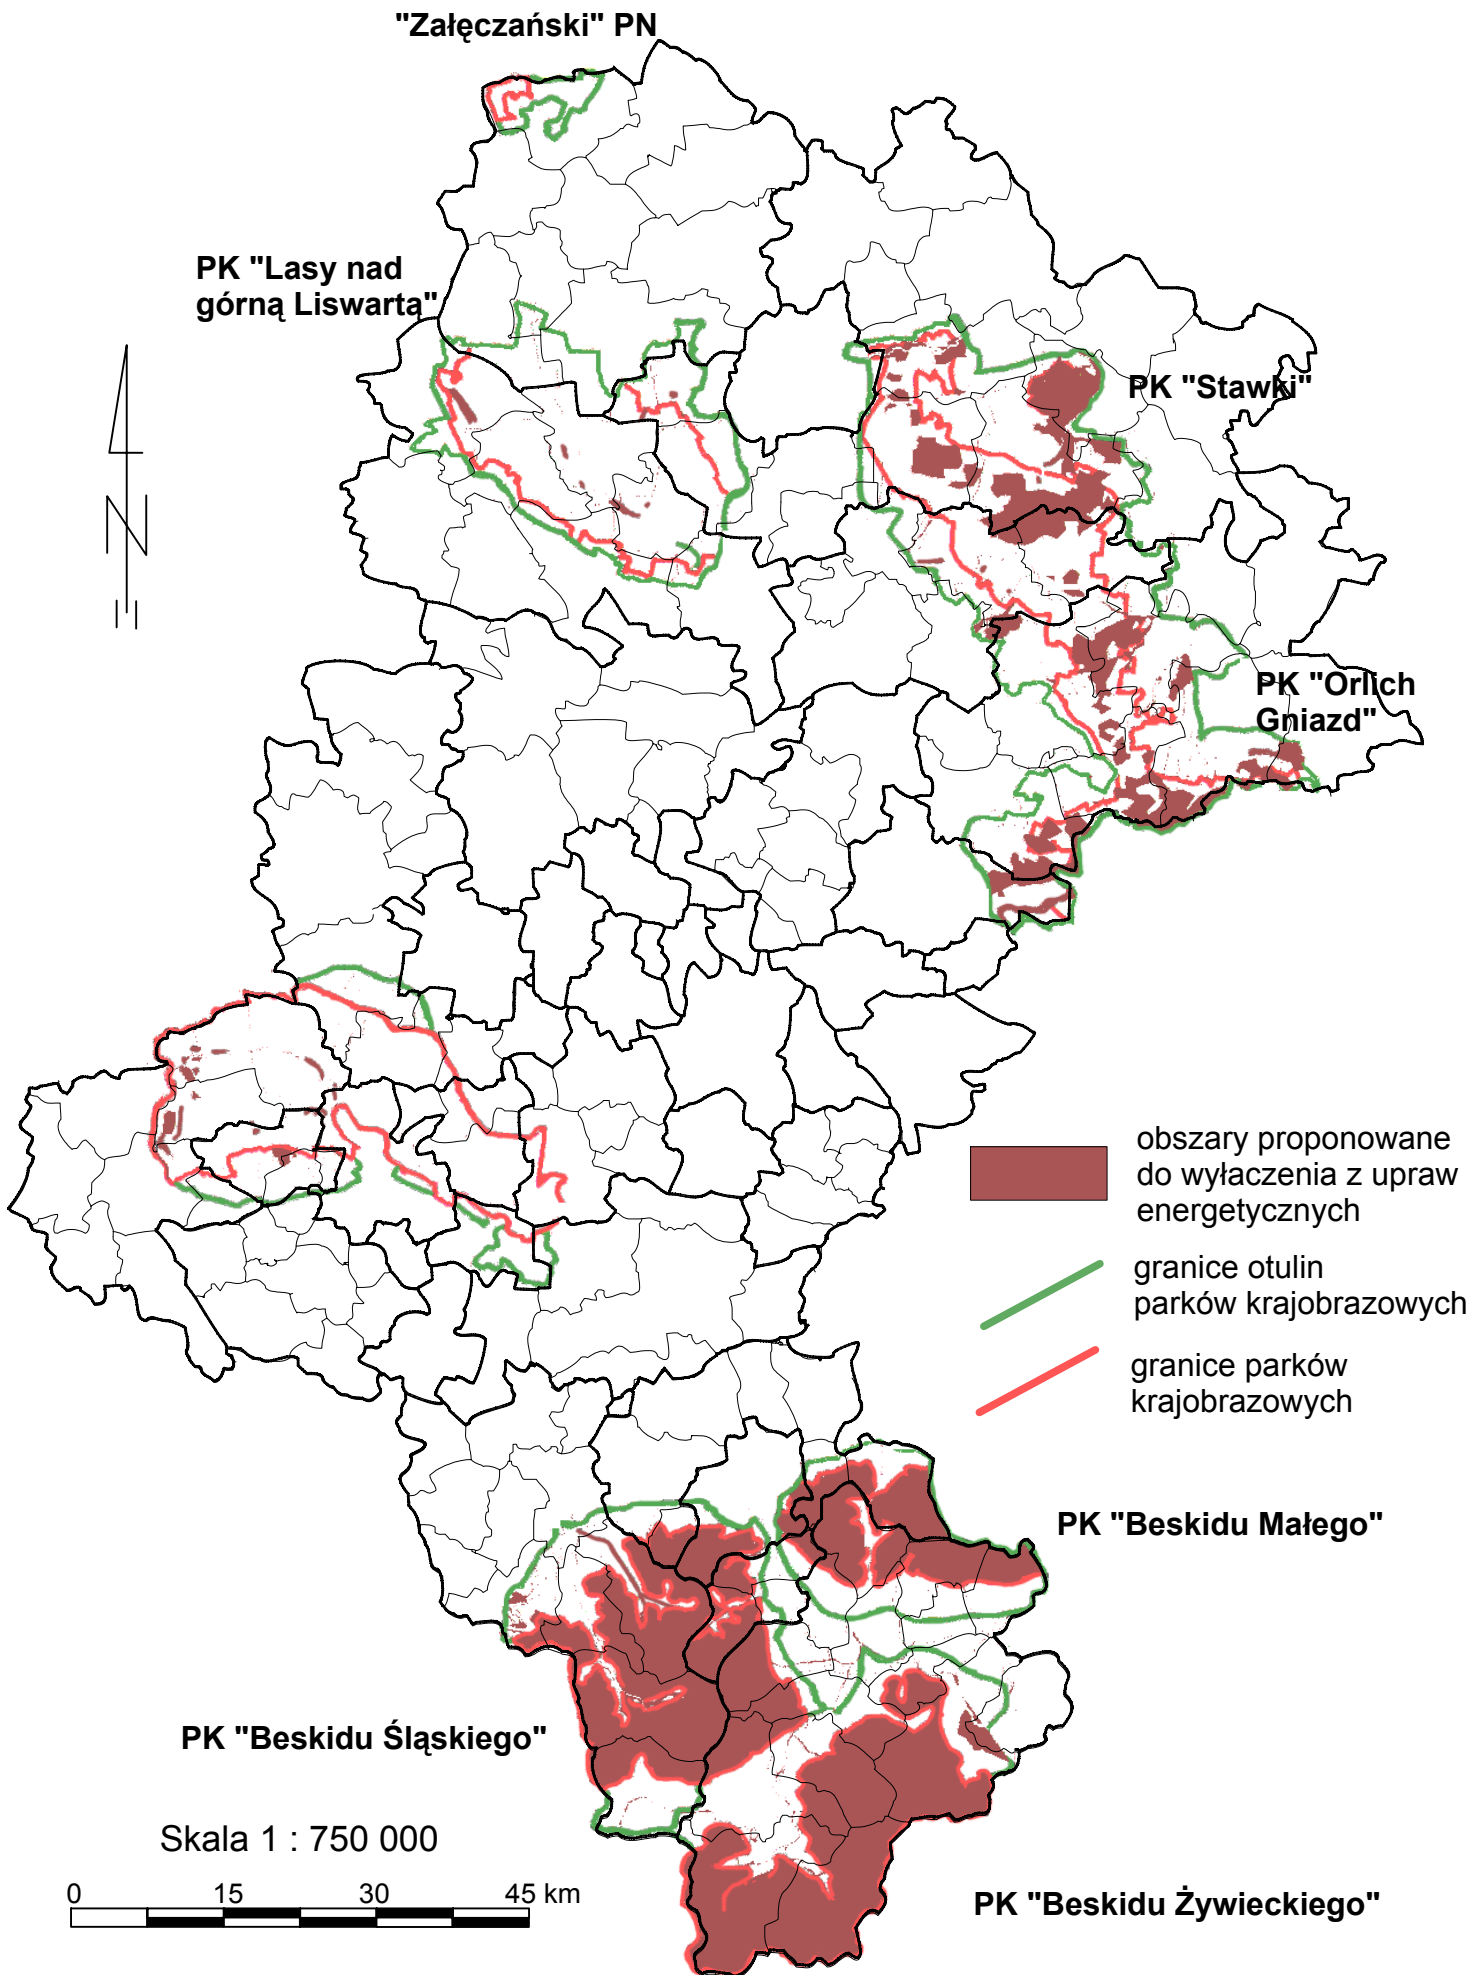 "Załęczański" PN
PK "Lasy nad
górną Liswartą"
PK "Stawki"
PK "Orlich
Gniazd"
N
obszary proponowane
do wyłaczenia z upraw
energetycznych
granice otulin
parków krajobrazowych
granice parków
krajobrazowych
PK "Beskidu Małego"
PK "Beskidu Śląskiego"
Skala 1 : 750 000
0 15 30 45 km
PK "Beskidu Żywieckiego"